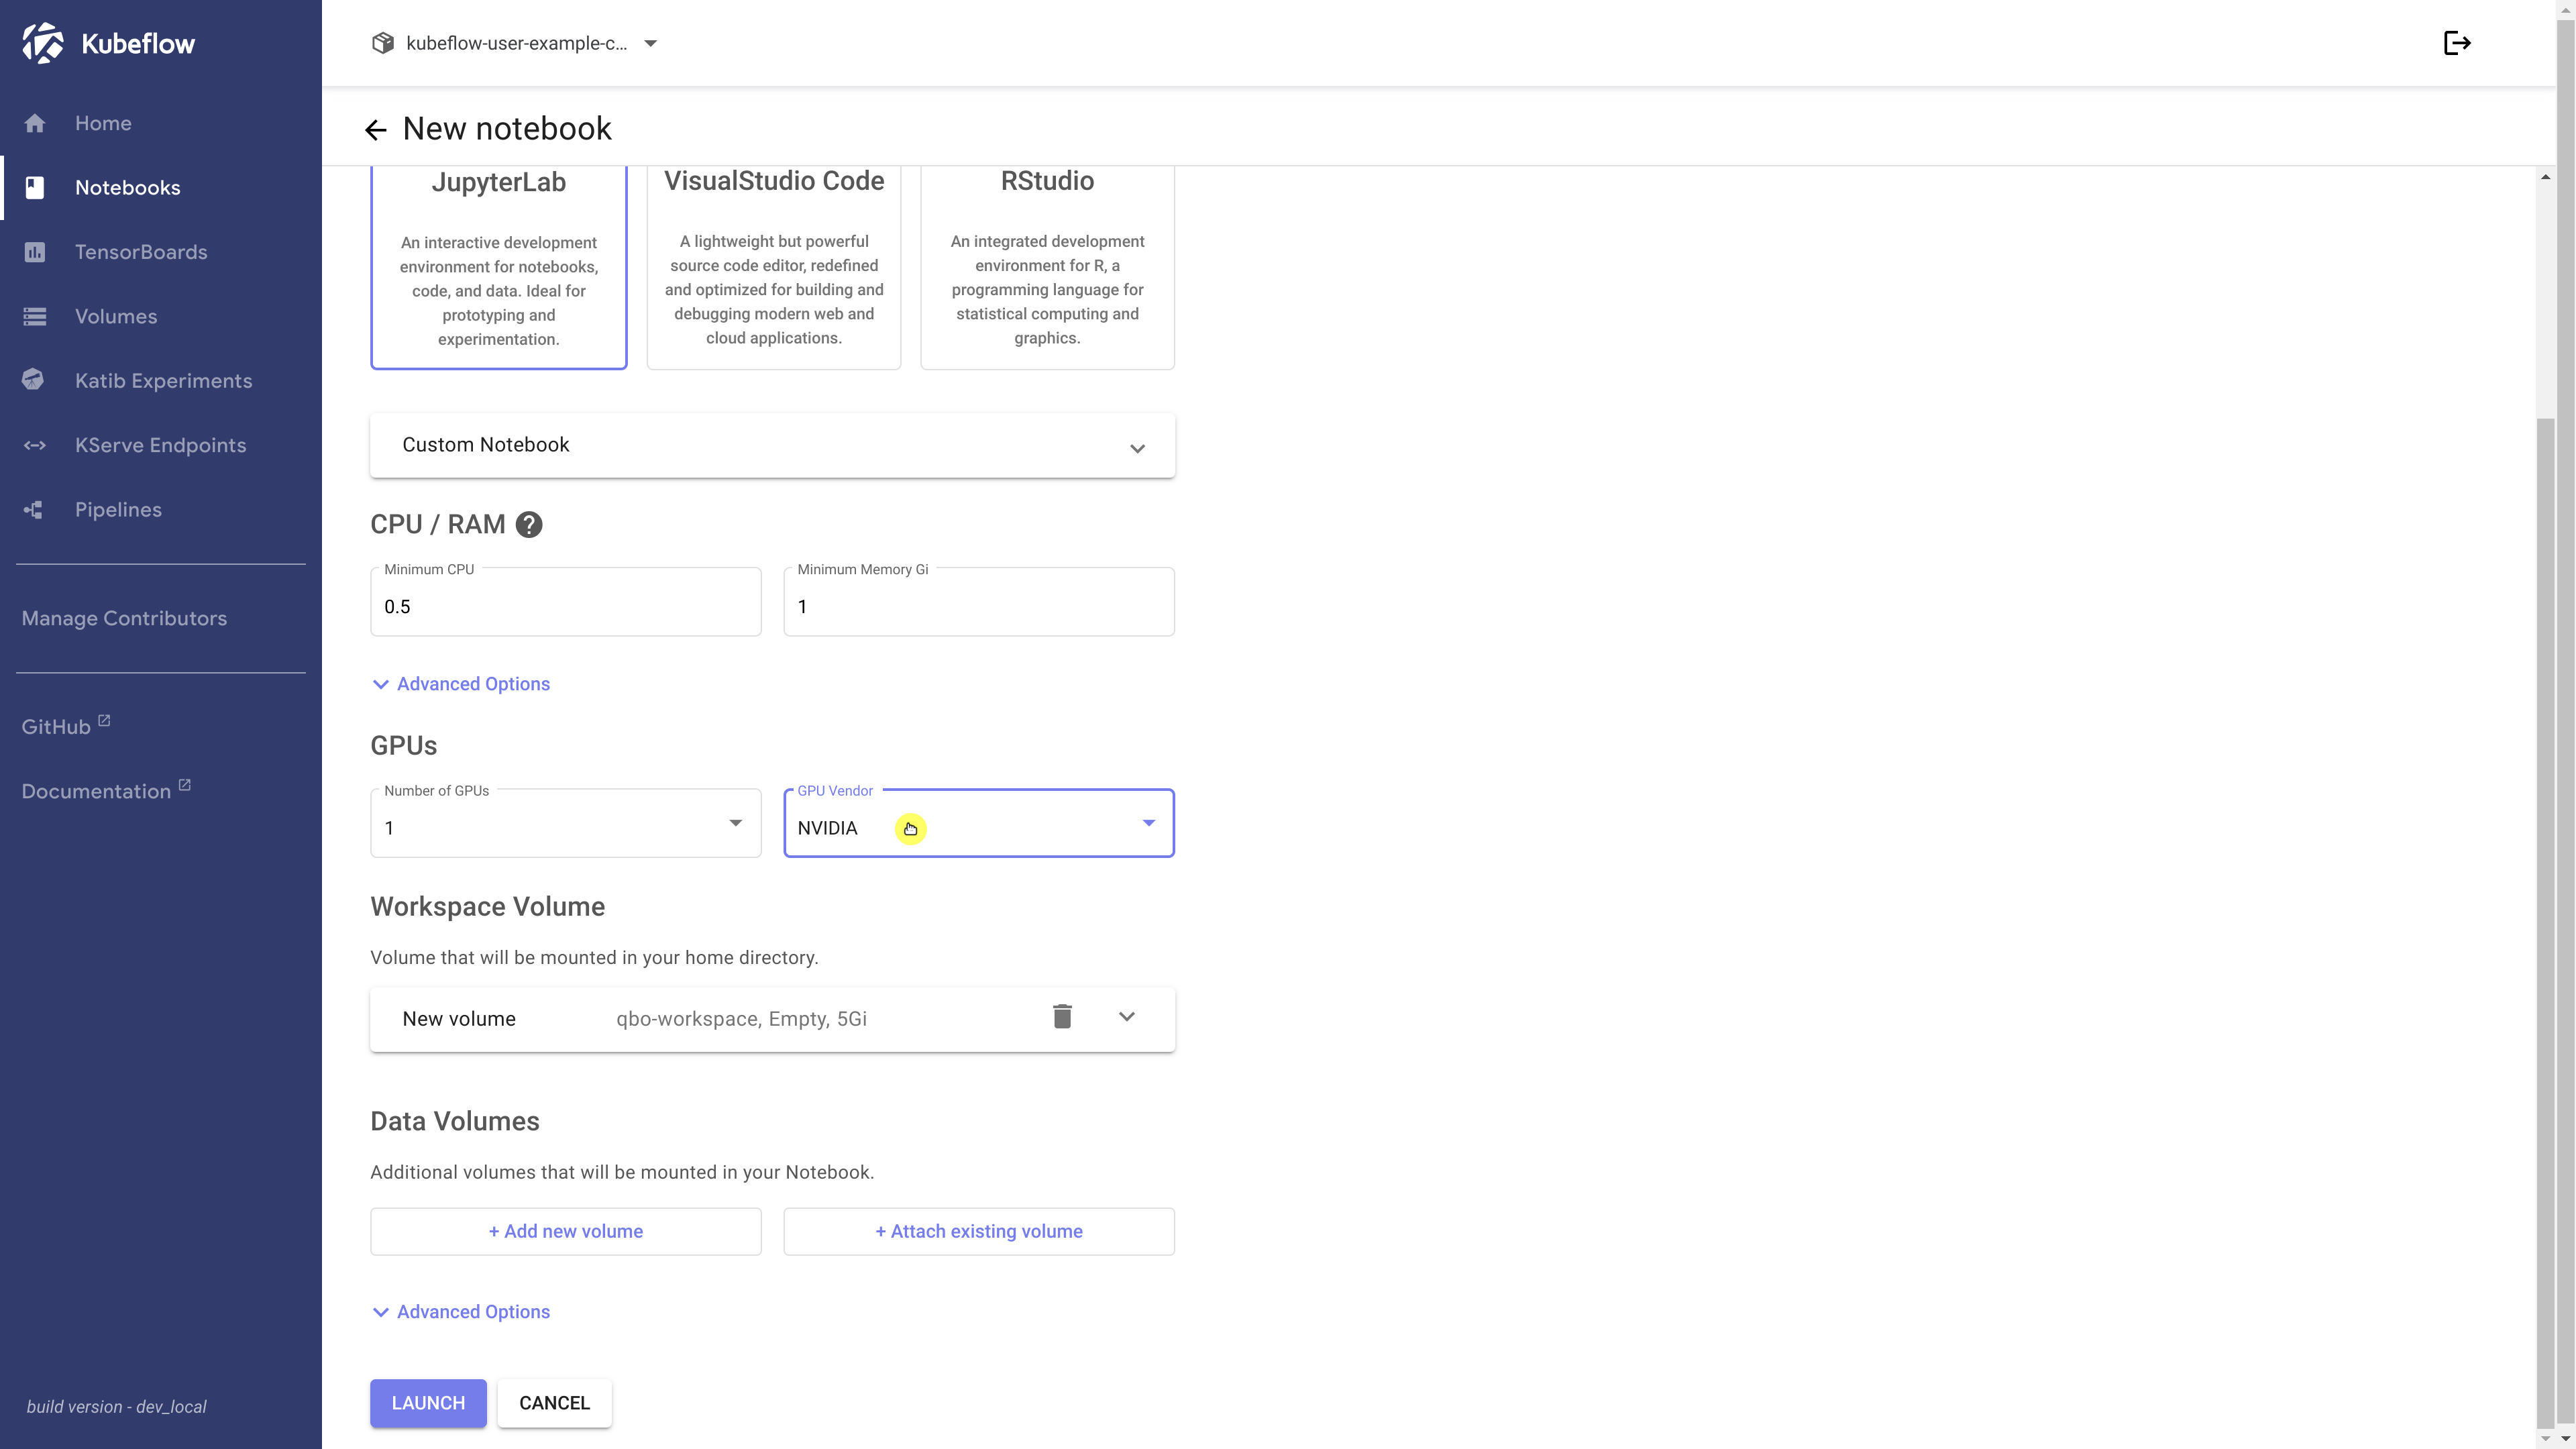 Kubeflow
Home
Notebooks
TensorBoards
Volumes
Katib Experiments
KServe Endpoints
Pipelines
Manage Contributors
GitHub
Documentation
build version - dev_local
kubeflow-user-example-c...
New notebook
JupyterLab
An interactive development
environment for notebooks,
code, and data. Ideal for
prototyping and
experimentation.
VisualStudio Code
A lightweight but powerful
source code editor, redefined
and optimized for building and
debugging modern web and
cloud applications.
RStudio
An integrated development
environment for R, a
programming language for
statistical computing and
graphics.
Custom Notebook
CPU / RAM ?
Minimum CPU
0.5
Minimum Memory Gi
1
Advanced Options
GPUs
Number of GPUs
1
GPU Vendor
NVIDIA
Workspace Volume
Volume that will be mounted in your home directory.
New volume qbo-workspace, Empty, 5Gi
Data Volumes
Additional volumes that will be mounted in your Notebook.
+ Add new volume
+ Attach existing volume
Advanced Options
LAUNCH
CANCEL